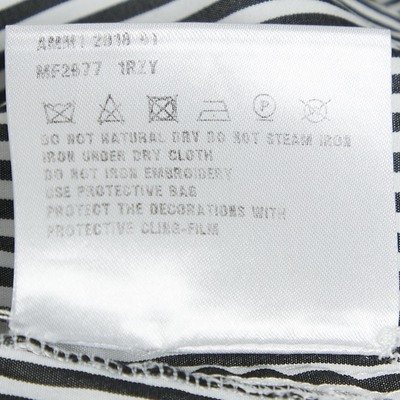 AMM1 2018 01
MF2677 1RZY
P
DO NOT NATURAL DRY DO NOT STEAM IRON
IRON UNDER DRY CLOTH
DO NOT IRON EMBROIDERY
USE PROTECTIVE BAG
PROTECT THE DECORATIONS WITH
PROTECTIVE CLING-FILM